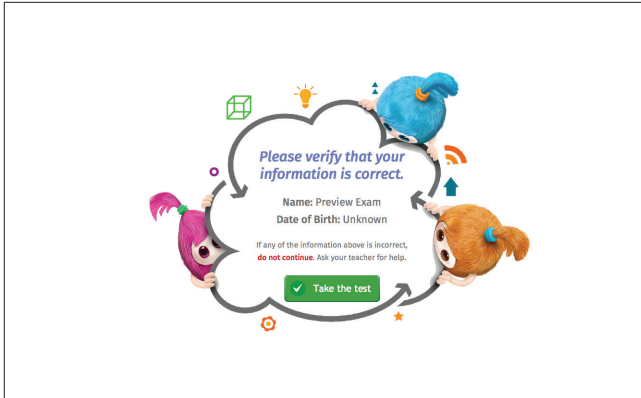 Please verify that your
information is correct.
Name: Preview Exam
Date of Birth: Unknown
If any of the information above is incorrect,
do not continue. Ask your teacher for help.
Take the test